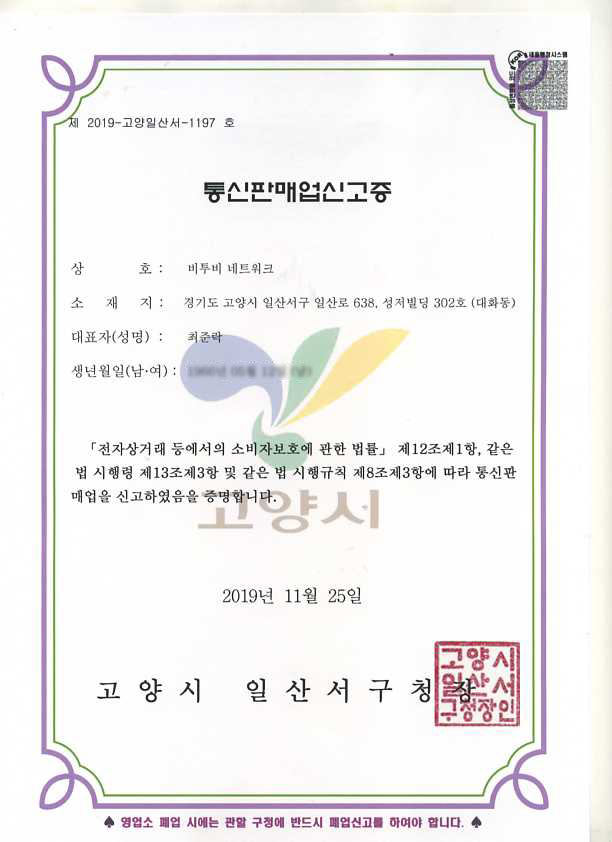 새올행정시스템
제 2019-고양일산서-1197 호
통신판매업신고증
상 호 : 비투비 네트워크
소 재 지 : 경기도 고양시 일산서구 일산로 638, 성저빌딩 302호 (대화동)
대표자(성명) : 최준락
생년월일(남·여) :
「전자상거래 등에서의 소비자보호에 관한 법률」 제12조제1항, 같은
법 시행령 제13조제3항 및 같은 법 시행규칙 제8조제3항에 따라 통신판
매업을 신고하였음을 증명합니다.
고양시
2019년 11월 25일
고 양 시 일 산 서 구 청 장
고양시
일산서
구청장인
♠ 영업소 폐업 시에는 관할 구청에 반드시 폐업신고를 하여야 합니다. ♠